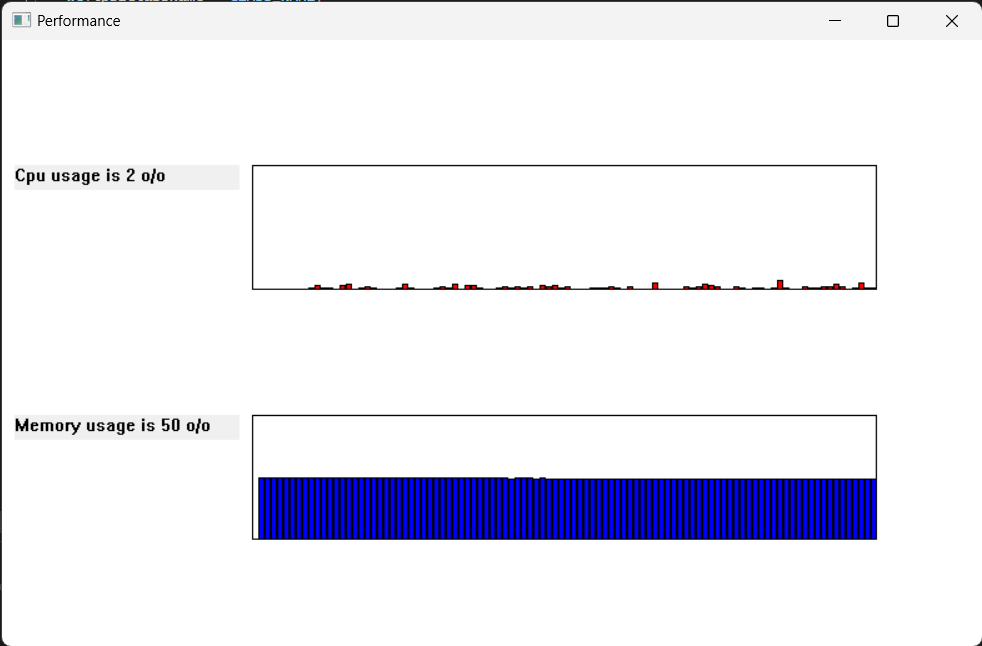 Performance
Cpu usage is 2 o/o
Memory usage is 50 o/o